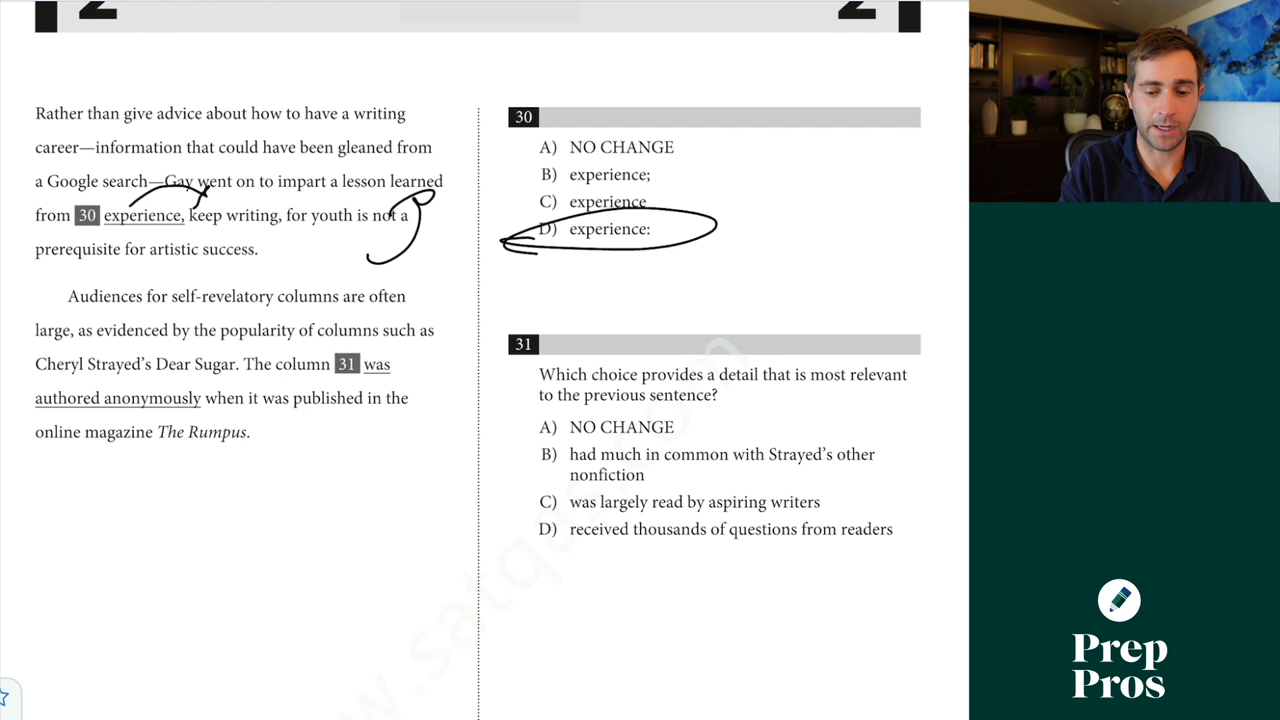 2 2
Rather than give advice about how to have a writing
career—information that could have been gleaned from
a Google search—Gay went on to impart a lesson learned
from 30 experience, keep writing, for youth is not a
prerequisite for artistic success.
Audiences for self-revelatory columns are often
large, as evidenced by the popularity of columns such as
Cheryl Strayed's Dear Sugar. The column 31 was
authored anonymously when it was published in the
online magazine The Rumpus.
30
A) NO CHANGE
B) experience;
C) experience
D) experience:
31
Which choice provides a detail that is most relevant
to the previous sentence?
A) NO CHANGE
B) had much in common with Strayed's other
nonfiction
C) was largely read by aspiring writers
D) received thousands of questions from readers
Prep
Pros